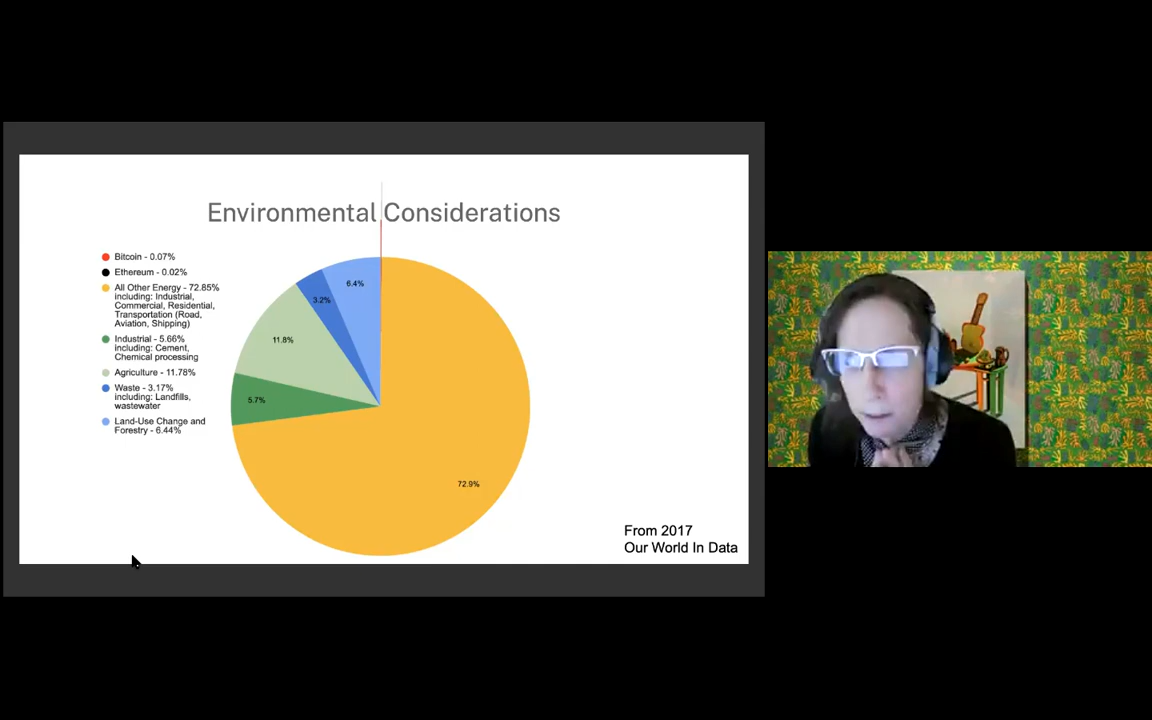 Environmental Considerations
Bitcoin - 0.07%
Ethereum - 0.02%
All Other Energy - 72.85%
including: Industrial,
Commercial, Residential,
Transportation (Road,
Aviation, Shipping)
Industrial - 5.66%
including: Cement,
Chemical processing
Agriculture - 11.78%
Waste - 3.17%
including: Landfills,
wastewater
Land-Use Change and
Forestry - 6.44%
6.4%
3.2%
11.8%
5.7%
72.9%
From 2017
Our World In Data